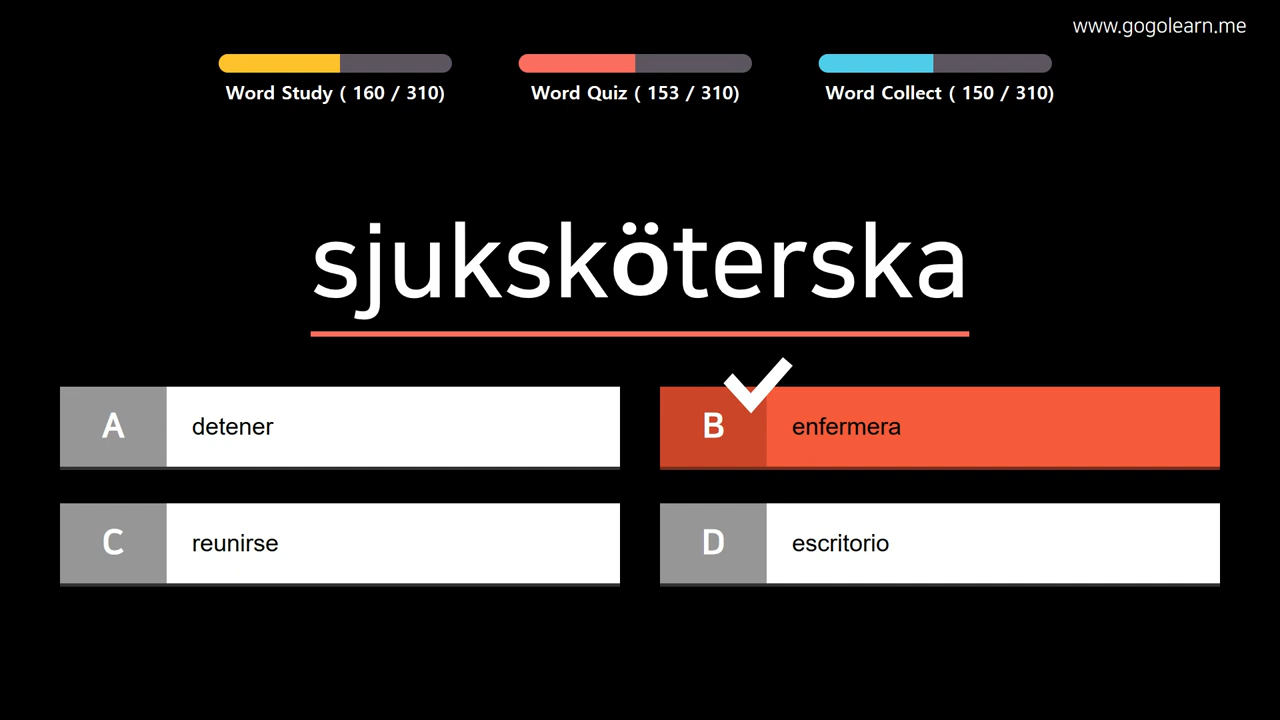 www.gogolearn.me
Word Study ( 160 / 310)
Word Quiz ( 153 / 310)
Word Collect ( 150 / 310)
sjuksköterska
A detener
B enfermera
C reunirse
D escritorio